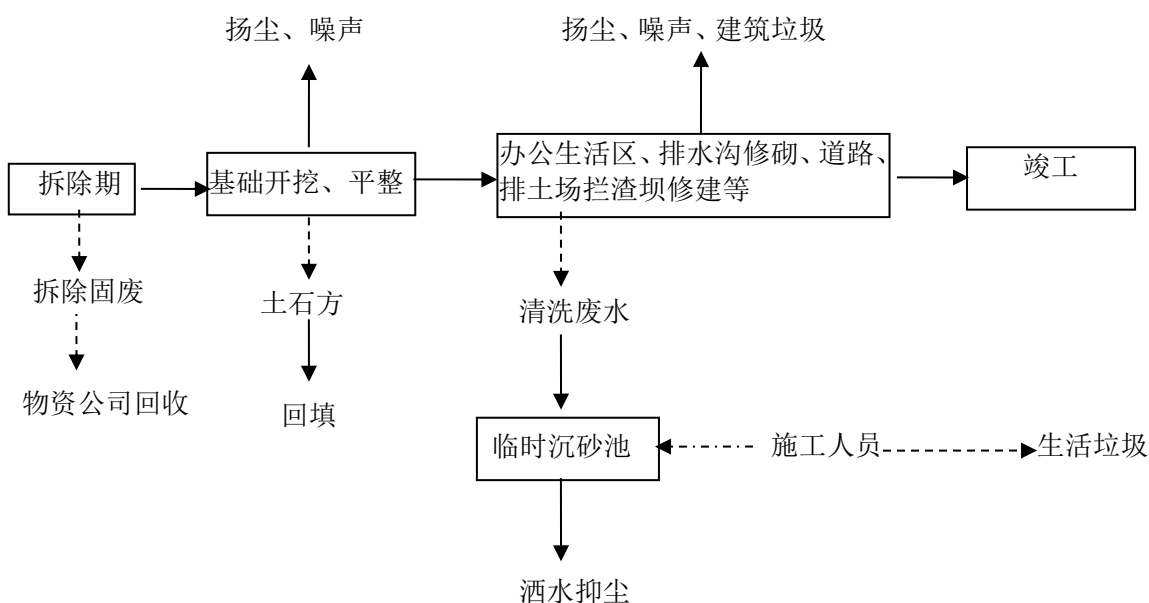 扬尘、噪声
扬尘、噪声、建筑垃圾
拆除期
基础开挖、平整
办公生活区、排水沟修砌、道路、
排土场拦渣坝修建等
竣工
拆除固废
土石方
清洗废水
物资公司回收
回填
临时沉砂池
施工人员
生活垃圾
洒水抑尘